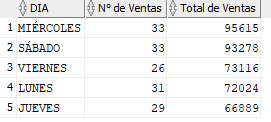 DIA Nº de Ventas Total de Ventas
1 MIÉRCOLES 33 95615
2 SÁBADO 33 93278
3 VIERNES 26 73116
4 LUNES 31 72024
5 JUEVES 29 66889